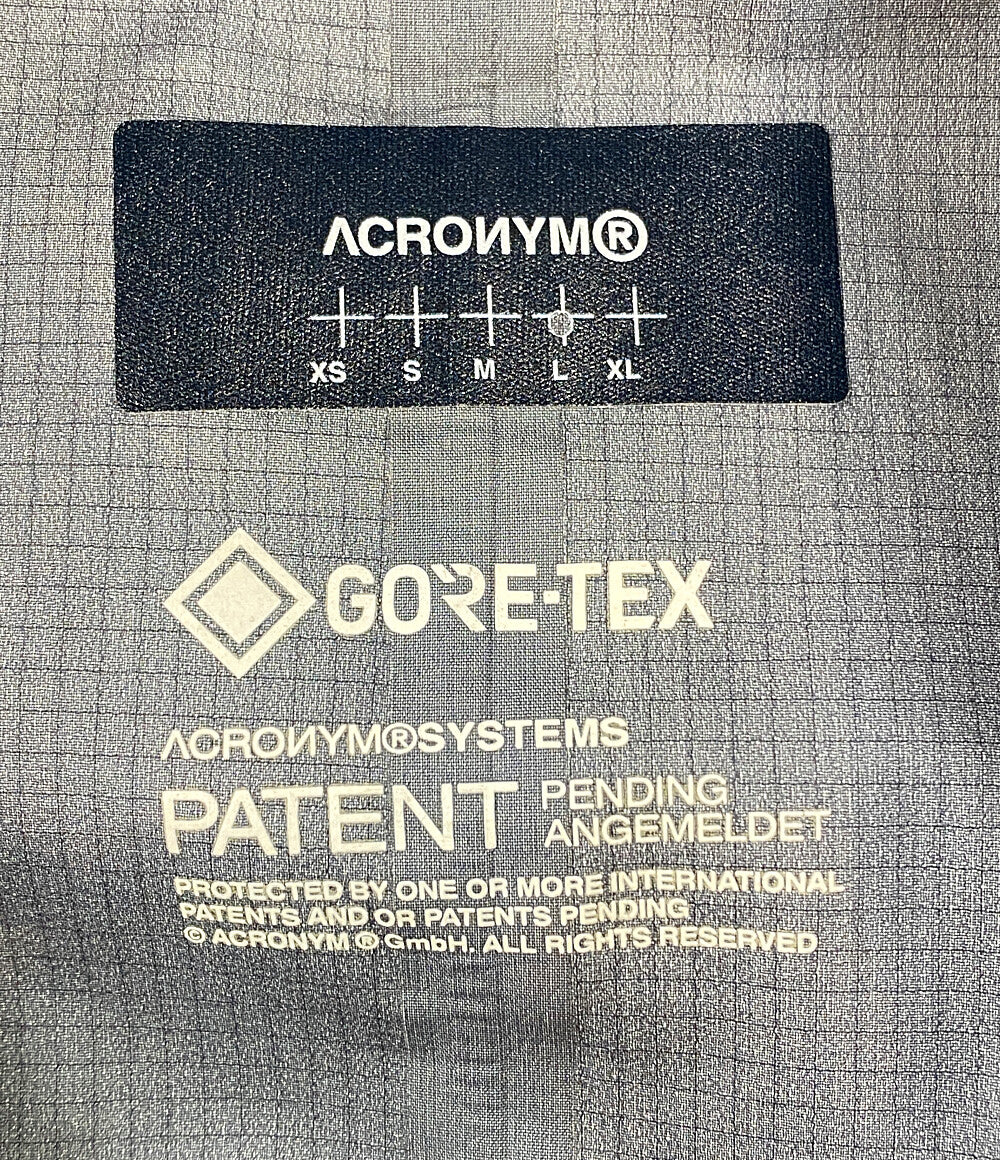 ACRONYM®
XS S M L XL
GORE-TEX
ACRONYM®SYSTEMS
PATENT PENDING
ANGEMELDET
PROTECTED BY ONE OR MORE INTERNATIONAL
PATENTS AND OR PATENTS PENDING
© ACRONYM ® GmbH. ALL RIGHTS RESERVED